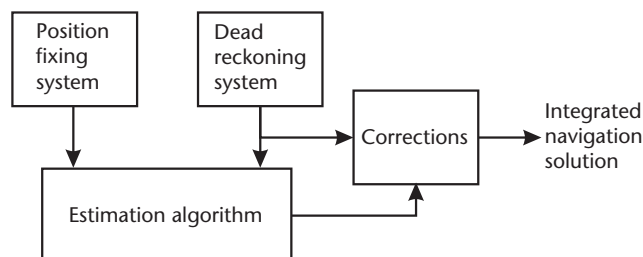 Position
fixing
system
Dead
reckoning
system
Corrections
Integrated
navigation
solution
Estimation algorithm